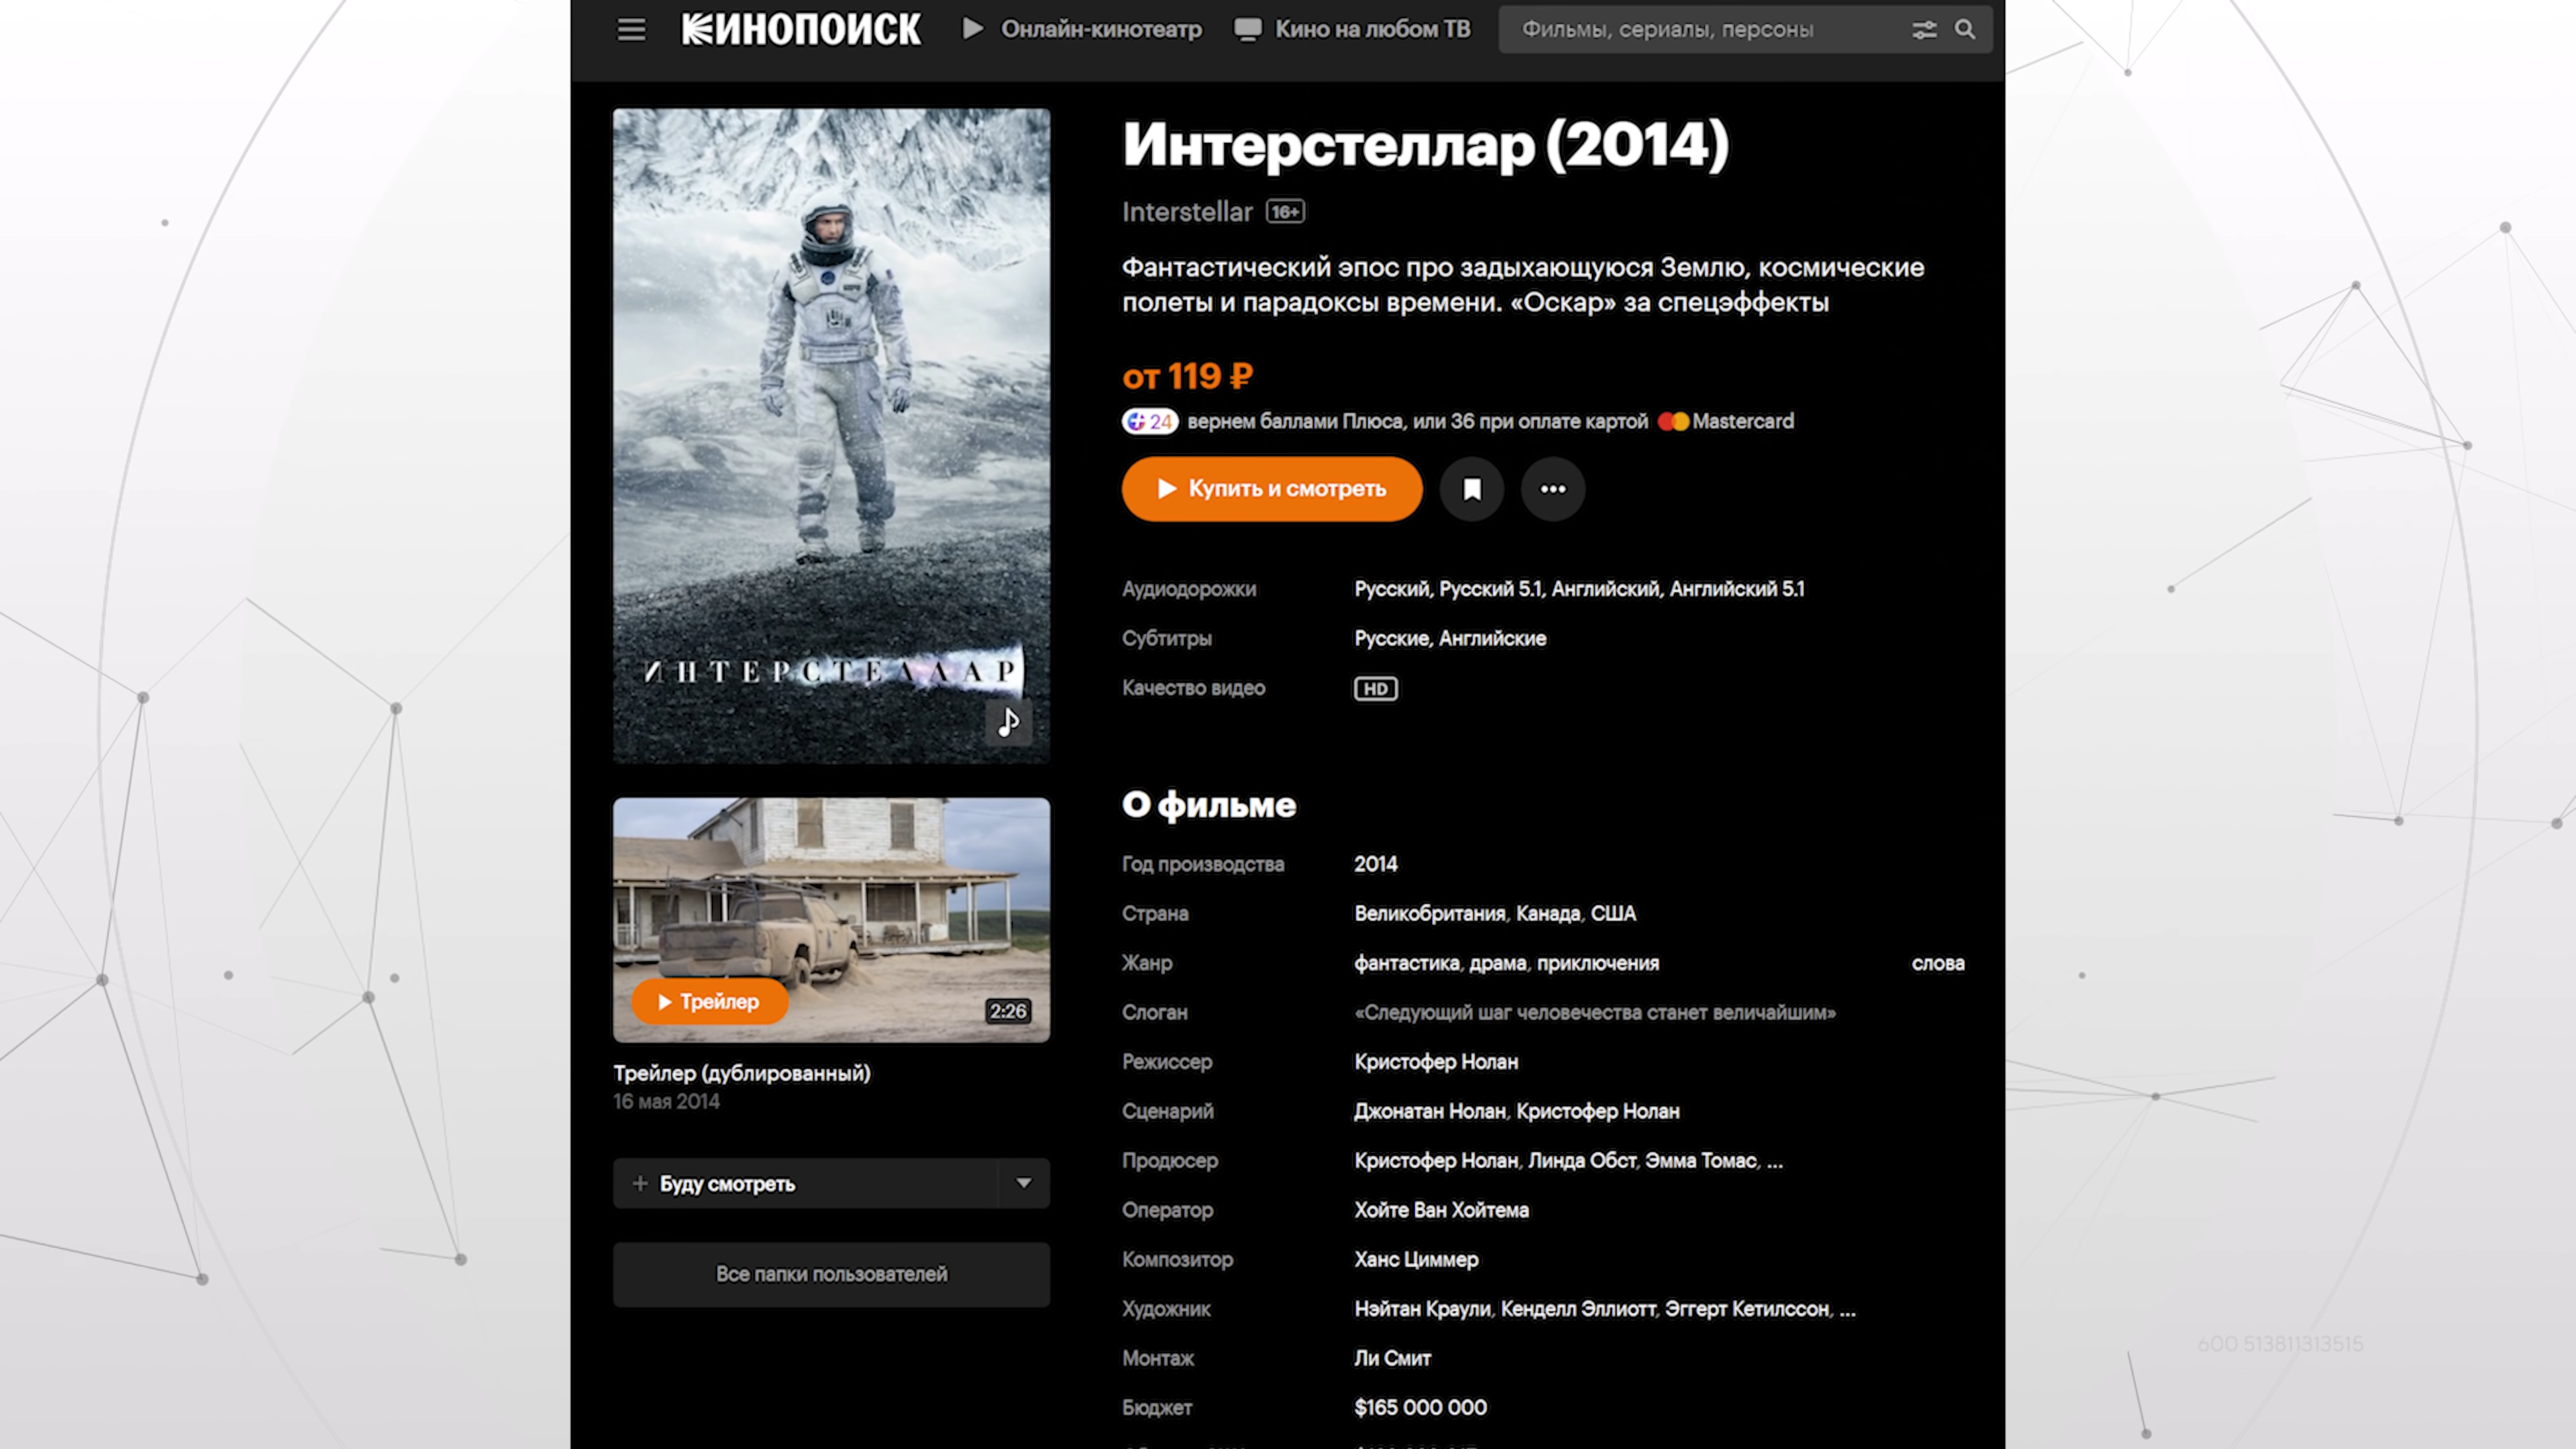 КИНОПОИСК
Онлайн-кинотеатр
Кино на любом ТВ
Фильмы, сериалы, персоны
Интерстеллар (2014)
Interstellar 16+
Фантастический эпос про задыхающуюся Землю, космические
полеты и парадоксы времени. «Оскар» за спецэффекты
от 119 ₽
24 вернем баллами Плюса, или 36 при оплате картой Mastercard
Купить и смотреть
Аудиодорожки Русский, Русский 5.1, Английский, Английский 5.1
Субтитры Русские, Английские
Качество видео HD
ИНТЕРСТЕЛЛАР
О фильме
Год производства 2014
Страна Великобритания, Канада, США
Жанр фантастика, драма, приключения слова
Слоган «Следующий шаг человечества станет величайшим»
Режиссер Кристофер Нолан
Сценарий Джонатан Нолан, Кристофер Нолан
Продюсер Кристофер Нолан, Линда Обст, Эмма Томас, ...
Оператор Хойте Ван Хойтема
Композитор Ханс Циммер
Художник Нэйтан Краули, Кенделл Эллиотт, Эггерт Кетилссон, ...
Монтаж Ли Смит
Бюджет $165 000 000
Трейлер
2:26
Трейлер (дублированный)
16 мая 2014
Буду смотреть
Все папки пользователей
600.513811313515